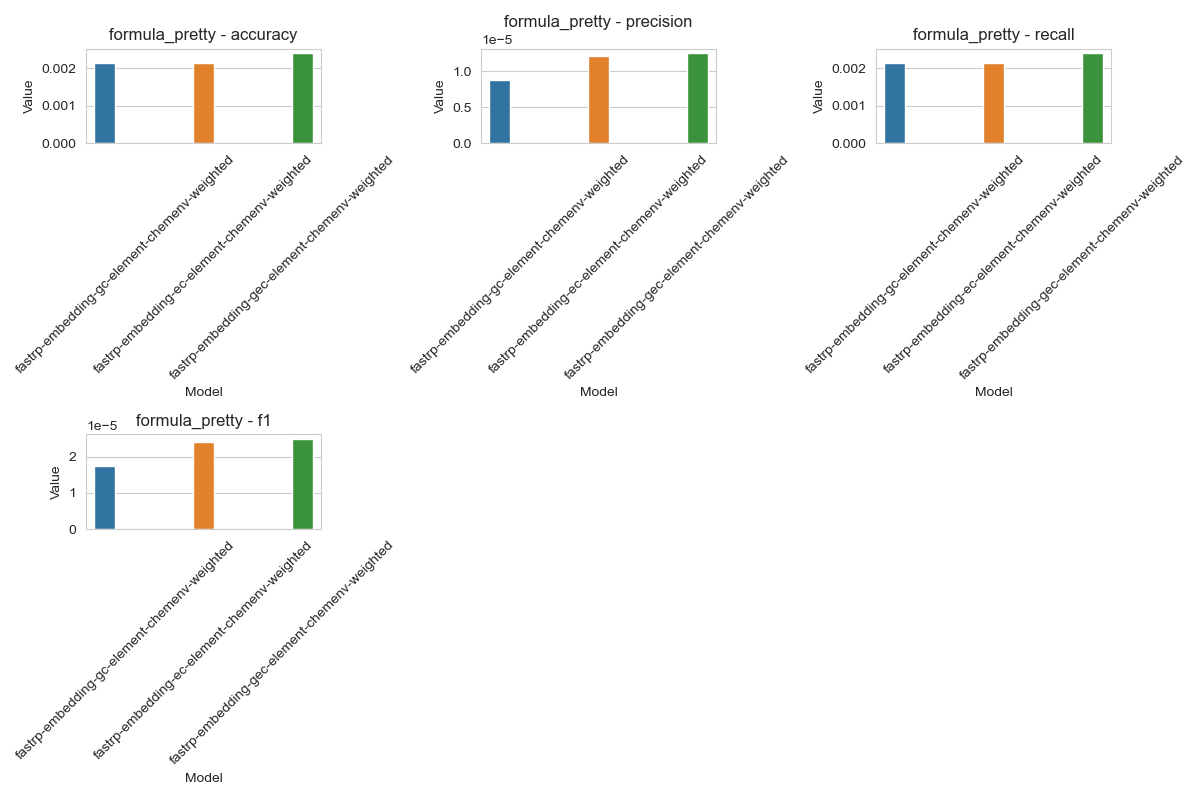 formula_pretty - accuracy
0.002
0.001
0.000
Value
fastrp-embedding-gc-element-chemenv-weighted
fastrp-embedding-ec-element-chemenv-weighted
fastrp-embedding-gec-element-chemenv-weighted
Model
formula_pretty - precision
1e−5
1.0
0.5
0.0
Value
fastrp-embedding-gc-element-chemenv-weighted
fastrp-embedding-ec-element-chemenv-weighted
fastrp-embedding-gec-element-chemenv-weighted
Model
formula_pretty - recall
0.002
0.001
0.000
Value
fastrp-embedding-gc-element-chemenv-weighted
fastrp-embedding-ec-element-chemenv-weighted
fastrp-embedding-gec-element-chemenv-weighted
Model
formula_pretty - f1
1e−5
2
1
0
Value
fastrp-embedding-gc-element-chemenv-weighted
fastrp-embedding-ec-element-chemenv-weighted
fastrp-embedding-gec-element-chemenv-weighted
Model